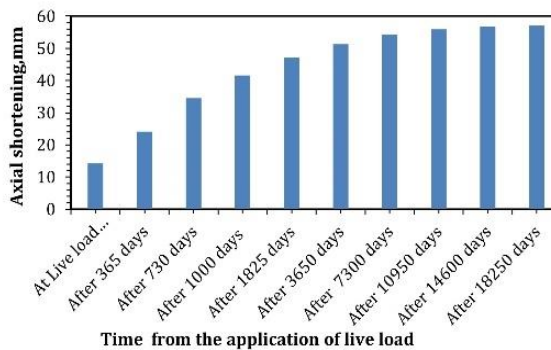 Axial shortening,mm
60
50
40
30
20
10
0
At Live load...
After 365 days
After 730 days
After 1000 days
After 1825 days
After 3650 days
After 7300 days
After 10950 days
After 14600 days
After 18250 days
Time from the application of live load